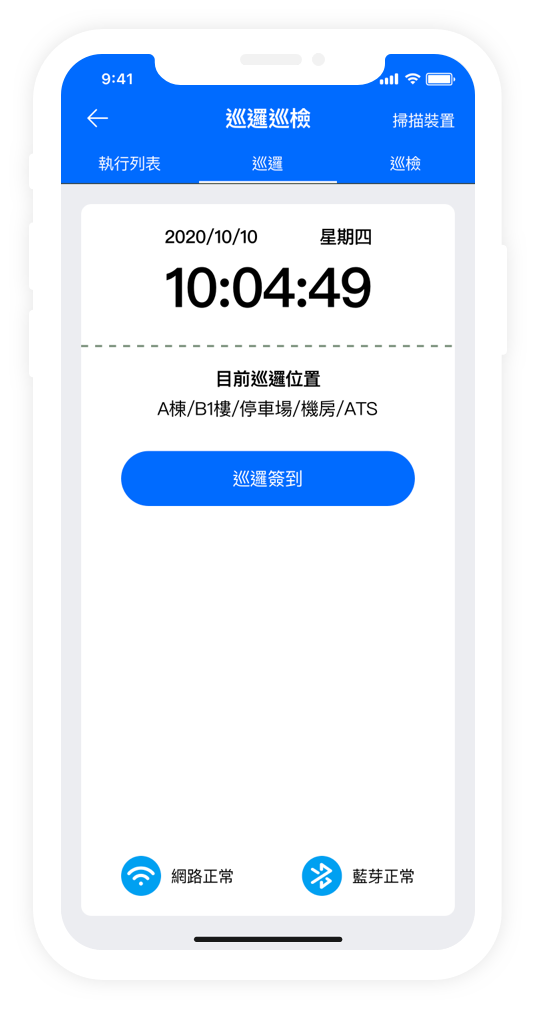 9:41
巡邏巡檢
掃描裝置
執行列表
巡邏
巡檢
2020/10/10 星期四
10:04:49
目前巡邏位置
A棟/B1樓/停車場/機房/ATS
巡邏簽到
網路正常
藍芽正常